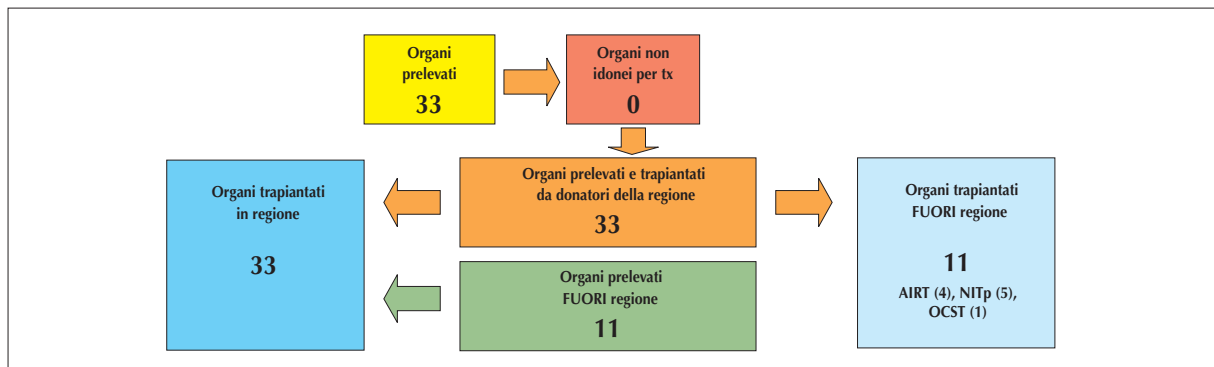 Organi
prelevati
33
Organi non
idonei per tx
0
Organi prelevati e trapiantati
da donatori della regione
33
Organi trapiantati
in regione
33
Organi trapiantati
FUORI regione
11
AIRT (4), NITp (5),
OCST (1)
Organi prelevati
FUORI regione
11